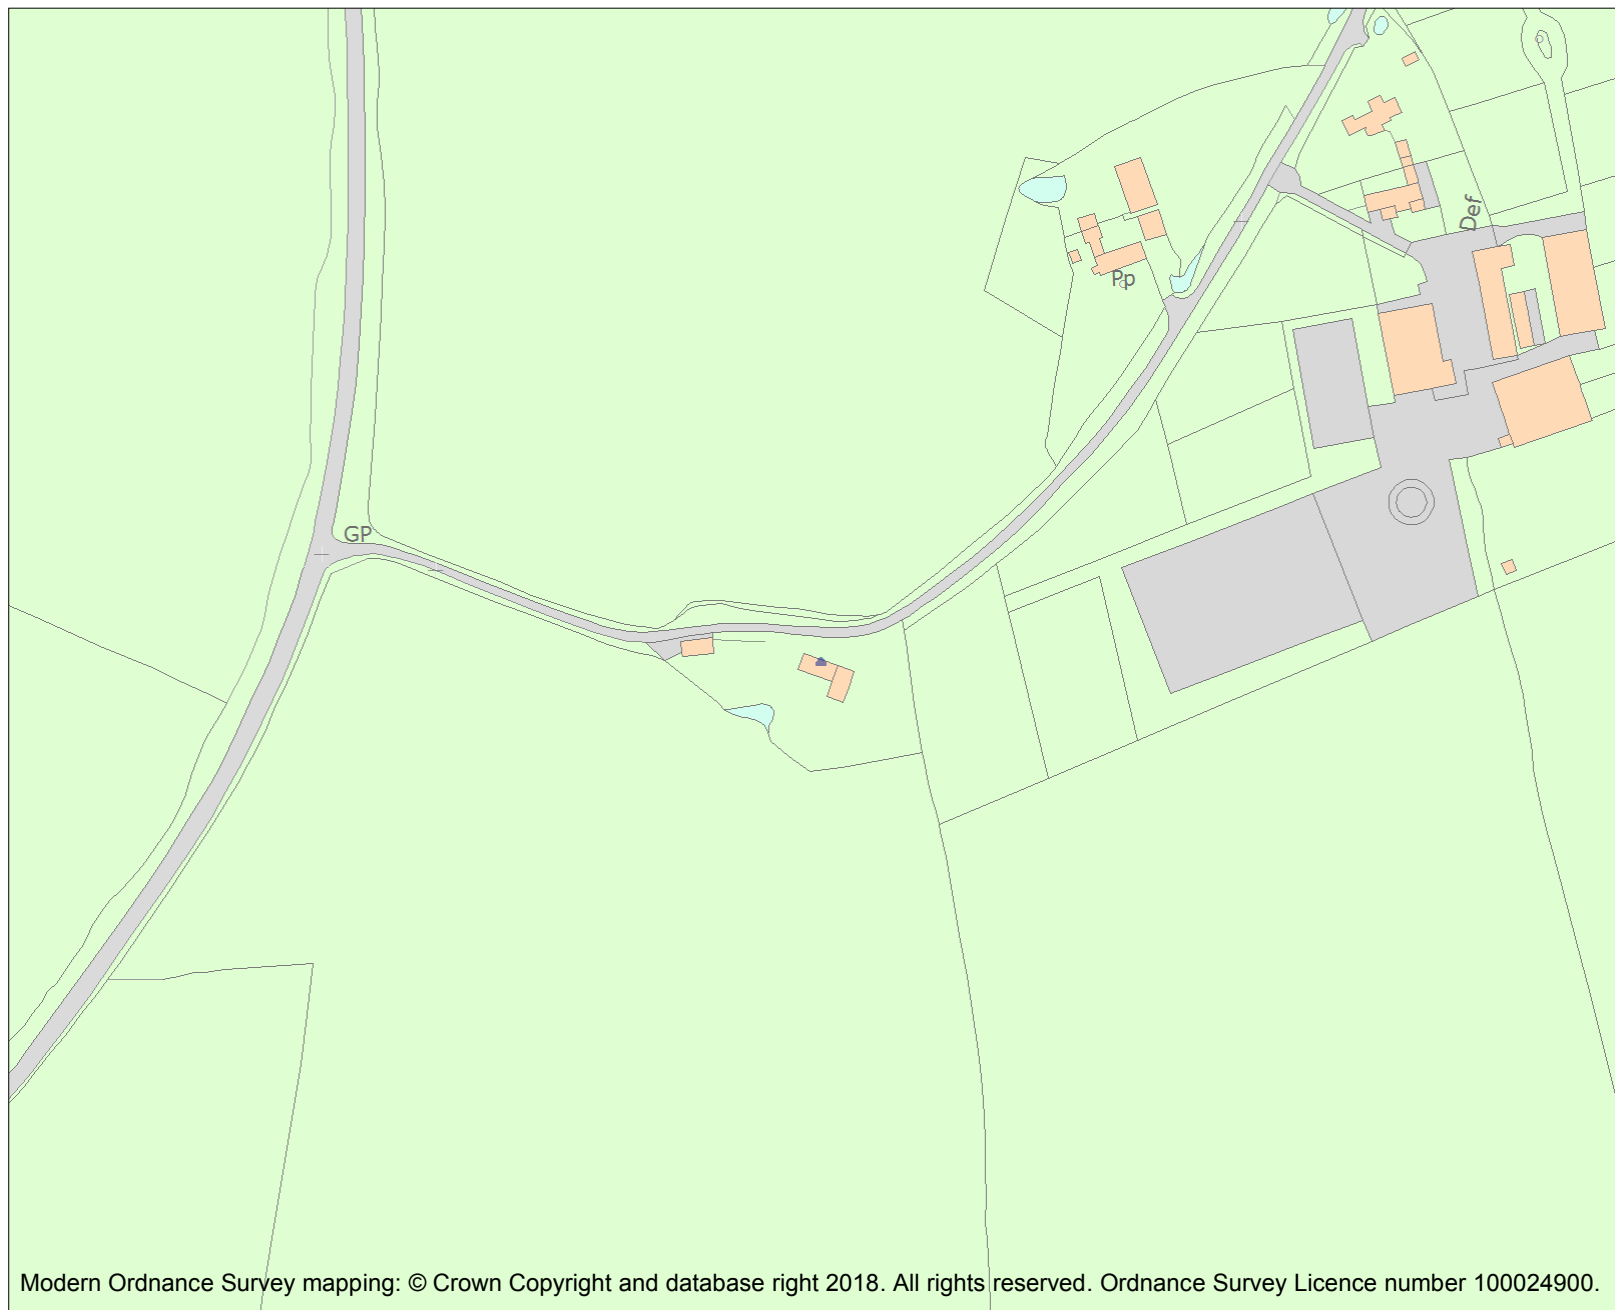 Def
Pp
GP
Modern Ordnance Survey mapping: © Crown Copyright and database right 2018. All rights reserved. Ordnance Survey Licence number 100024900.